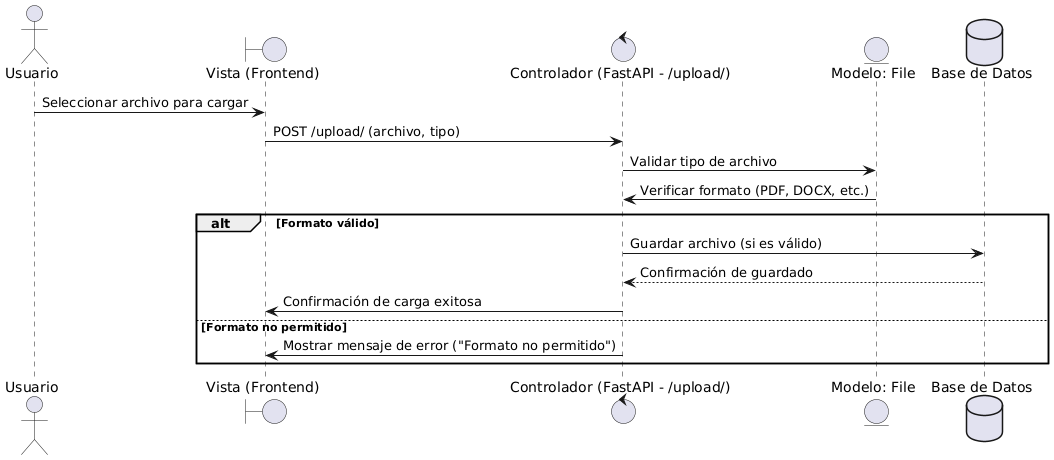 Usuario
Vista (Frontend)
Controlador (FastAPI - /upload/)
Modelo: File
Base de Datos
Seleccionar archivo para cargar
POST /upload/ (archivo, tipo)
Validar tipo de archivo
Verificar formato (PDF, DOCX, etc.)
alt [Formato válido]
Guardar archivo (si es válido)
Confirmación de guardado
Confirmación de carga exitosa
[Formato no permitido]
Mostrar mensaje de error ("Formato no permitido")
Usuario
Vista (Frontend)
Controlador (FastAPI - /upload/)
Modelo: File
Base de Datos